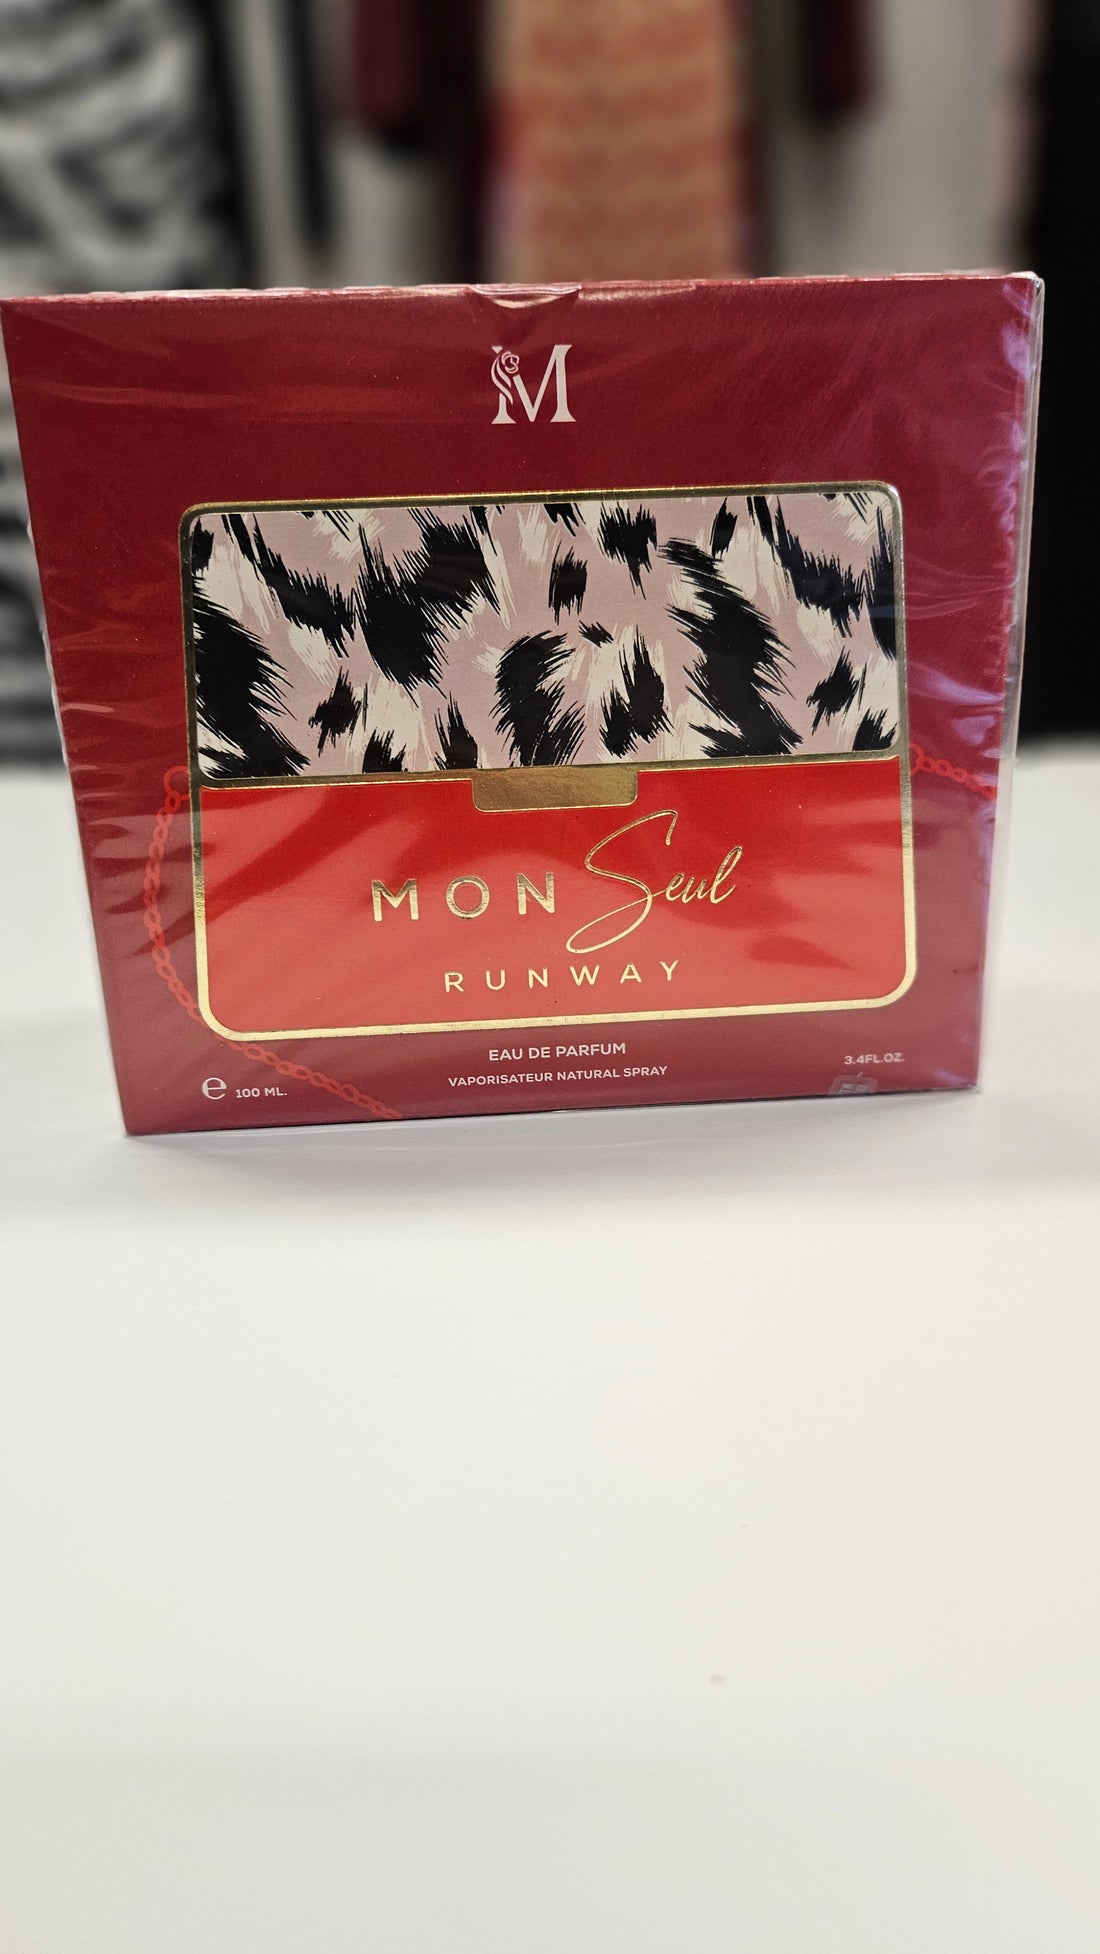 M
MON Seul
RUNWAY
EAU DE PARFUM
VAPORISATEUR NATURAL SPRAY
e 100 ML.
3.4FL.OZ.